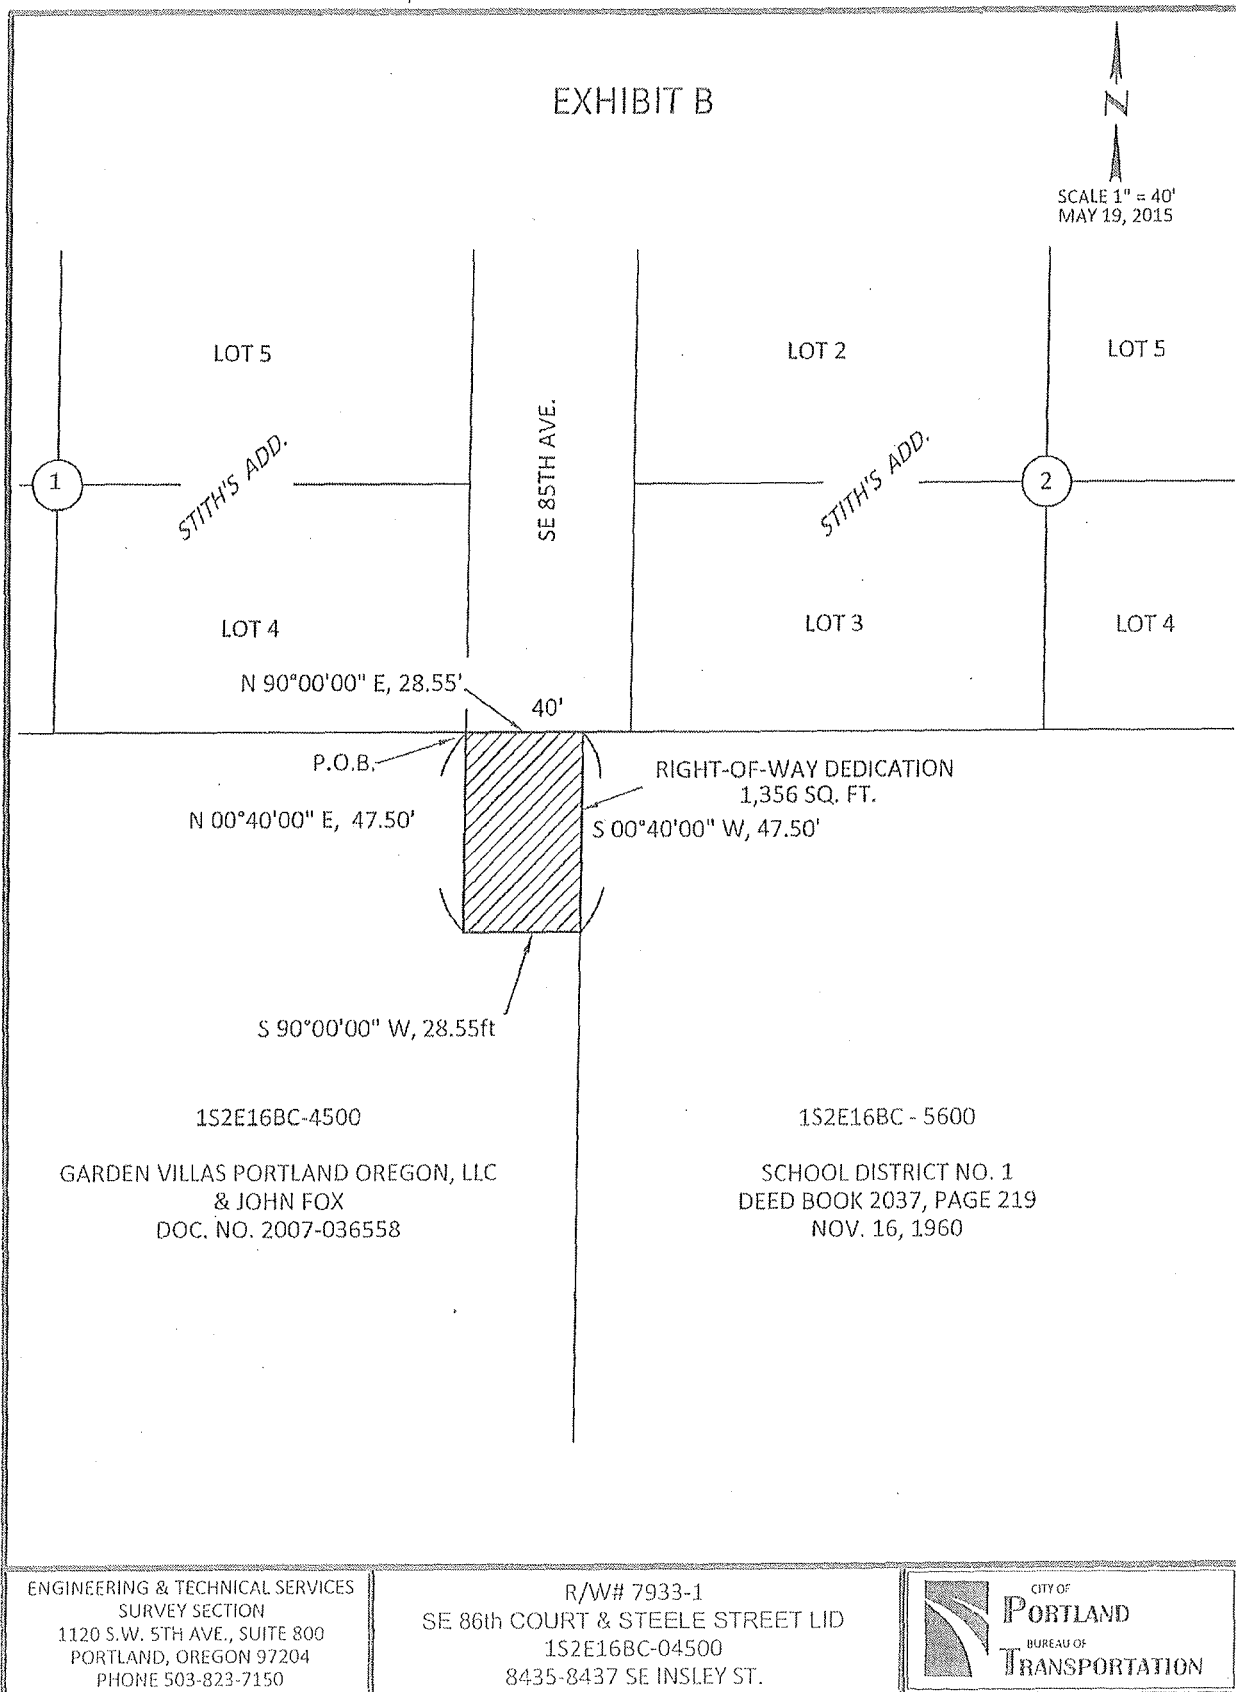 EXHIBIT B
N
SCALE 1" = 40'
MAY 19, 2015
LOT 5
LOT 2
LOT 5
SE 85TH AVE.
1
STITH'S ADD.
STITH'S ADD.
2
LOT 4
LOT 3
LOT 4
N 90°00'00" E, 28.55'
40'
P.O.B.
RIGHT-OF-WAY DEDICATION
1,356 SQ. FT.
N 00°40'00" E, 47.50'
S 00°40'00" W, 47.50'
S 90°00'00" W, 28.55ft
1S2E16BC-4500
GARDEN VILLAS PORTLAND OREGON, LLC
& JOHN FOX
DOC. NO. 2007-036558
1S2E16BC - 5600
SCHOOL DISTRICT NO. 1
DEED BOOK 2037, PAGE 219
NOV. 16, 1960
ENGINEERING & TECHNICAL SERVICES
SURVEY SECTION
1120 S.W. 5TH AVE., SUITE 800
PORTLAND, OREGON 97204
PHONE 503-823-7150
R/W# 7933-1
SE 86th COURT & STEELE STREET LID
1S2E16BC-04500
8435-8437 SE INSLEY ST.
CITY OF
PORTLAND
BUREAU OF
TRANSPORTATION